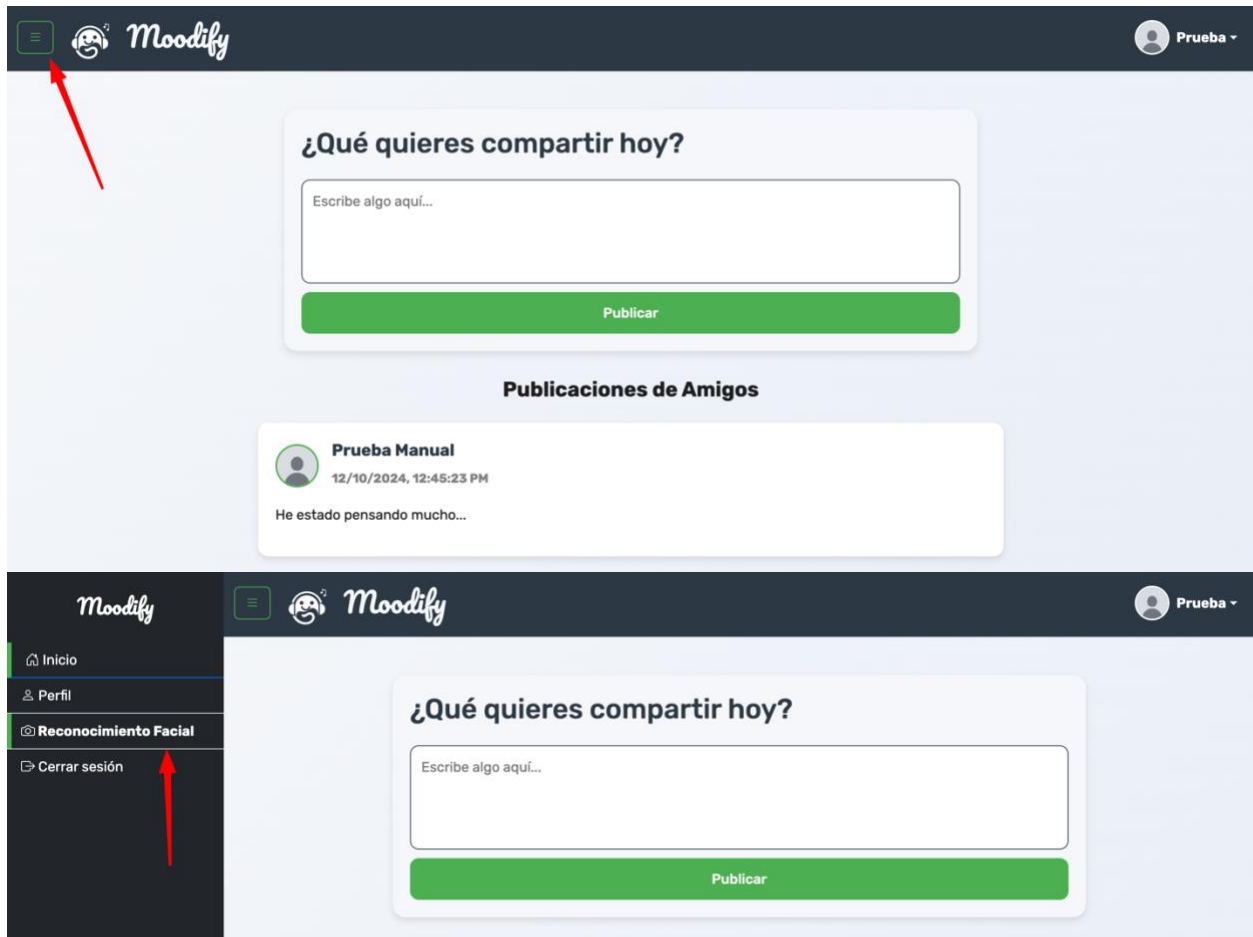 Moodify
Prueba
¿Qué quieres compartir hoy?
Escribe algo aquí...
Publicar
Publicaciones de Amigos
Prueba Manual
12/10/2024, 12:45:23 PM
He estado pensando mucho...
Moodify
Inicio
Perfil
Reconocimiento Facial
Cerrar sesión
Moodify
Prueba
¿Qué quieres compartir hoy?
Escribe algo aquí...
Publicar